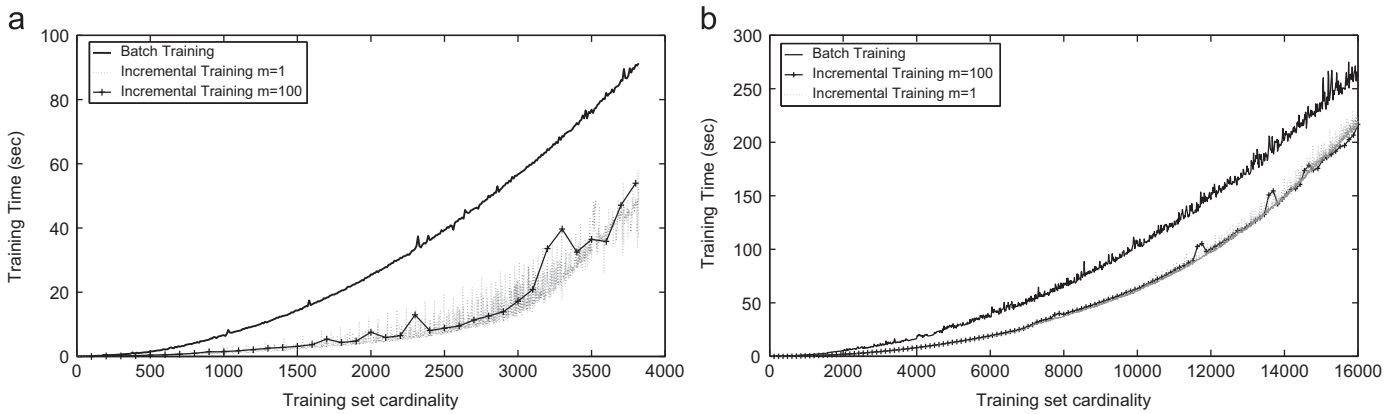 a
100
80
60
40
20
0
Training Time (sec)
Batch Training
Incremental Training m=1
Incremental Training m=100
0 500 1000 1500 2000 2500 3000 3500 4000
Training set cardinality
b
300
250
200
150
100
50
0
Training Time (sec)
Batch Training
Incremental Training m=100
Incremental Training m=1
0 2000 4000 6000 8000 10000 12000 14000 16000
Training set cardinality